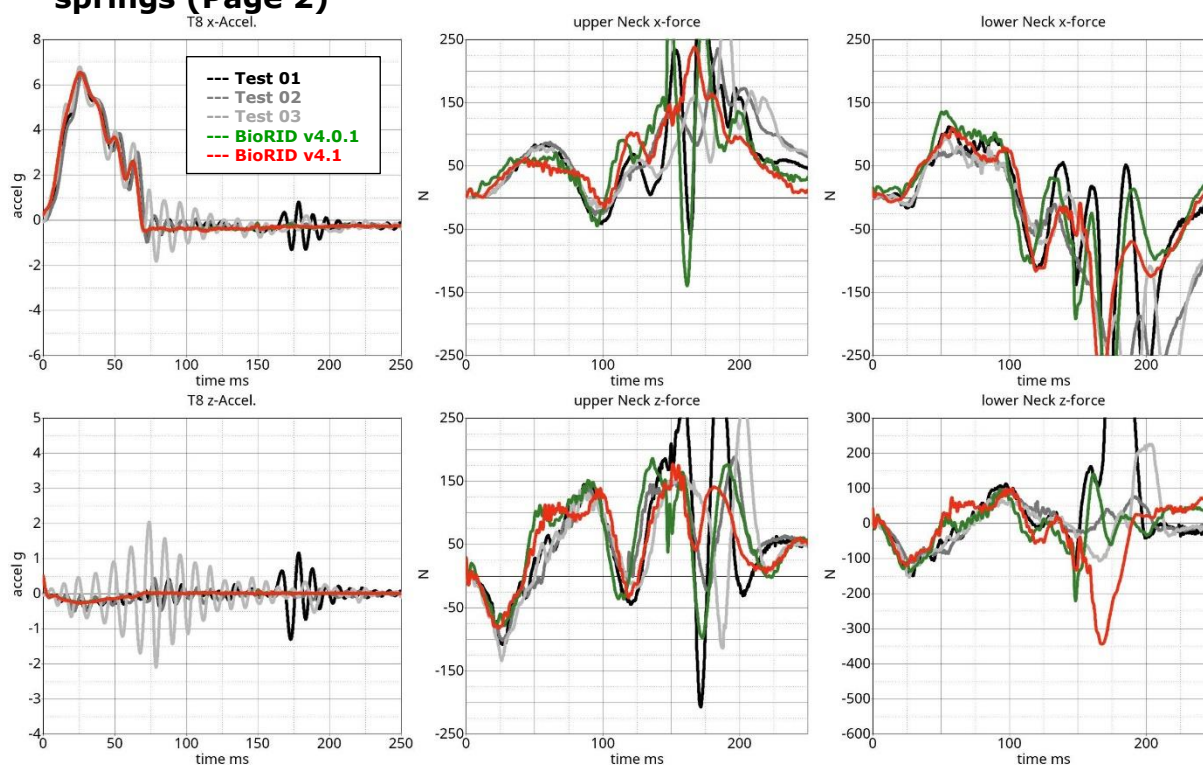 springs (Page 2)
T8 x-Accel.
8
6
4
2
0
-2
-4
-6
accel g
0 50 100 150 200 250
time ms
--- Test 01
--- Test 02
--- Test 03
--- BioRID v4.0.1
--- BioRID v4.1
upper Neck x-force
250
150
50
-50
-150
-250
N
0 100 200
time ms
lower Neck x-force
250
150
50
-50
-150
-250
N
0 100 200
time ms
T8 z-Accel.
5
4
3
2
1
0
-1
-2
-3
-4
accel g
0 50 100 150 200 250
time ms
upper Neck z-force
250
150
50
-50
-150
-250
N
0 100 200
time ms
lower Neck z-force
300
200
100
0
-100
-200
-300
-400
-500
-600
N
0 100 200
time ms